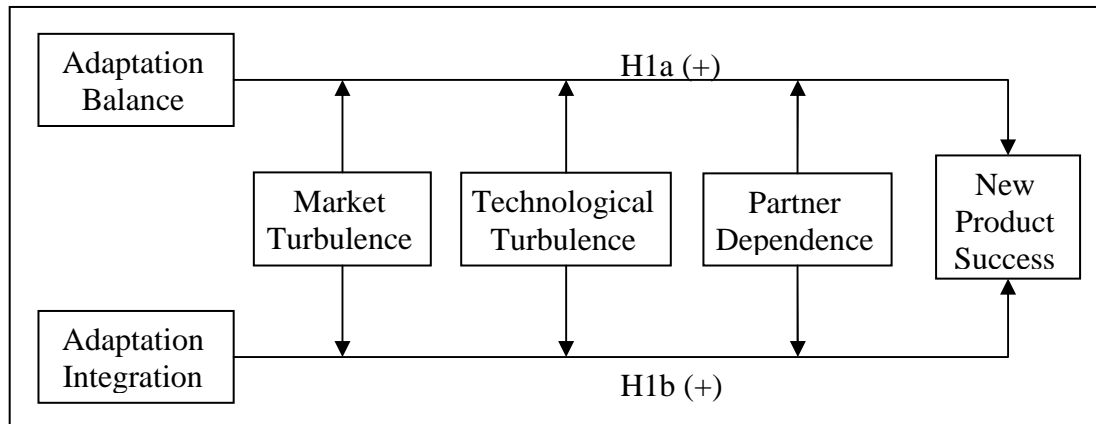 Adaptation
Balance
H1a (+)
Market
Turbulence
Technological
Turbulence
Partner
Dependence
New
Product
Success
Adaptation
Integration
H1b (+)